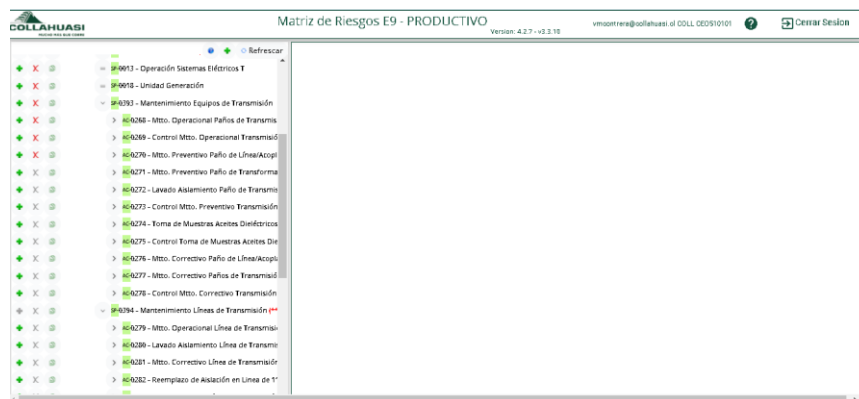 COLLAHUASI
Matriz de Riesgos E9 - PRODUCTIVO
Version: 4.2.7 - v3.3.10
Cerrar Sesion
Refrescar
SP-0013 - Operación Sistemas Eléctricos T
SP-0018 - Unidad Generación
SP-0393 - Mantenimiento Equipos de Transmisión
AC-0268 - Mtto. Operacional Paños de Transmis
AC-0269 - Control Mtto. Operacional Transmisió
AC-0270 - Mtto. Preventivo Paño de Línea/Acopl
AC-0271 - Mtto. Preventivo Paño de Transforma
AC-0272 - Lavado Aislamiento Paño de Transmis
AC-0273 - Control Mtto. Preventivo Transmisión
AC-0274 - Toma de Muestras Aceites Dieléctricos
AC-0275 - Control Toma de Muestras Aceites Die
AC-0276 - Mtto. Correctivo Paño de Línea/Acopl
AC-0277 - Mtto. Correctivo Paños de Transmisió
AC-0278 - Control Mtto. Correctivo Transmisión
SP-0394 - Mantenimiento Líneas de Transmisión (**
AC-0279 - Mtto. Operacional Línea de Transmisi
AC-0280 - Lavado Aislamiento Línea de Transmis
AC-0281 - Mtto. Correctivo Línea de Transmisión
AC-0282 - Reemplazo de Aislación en Linea de